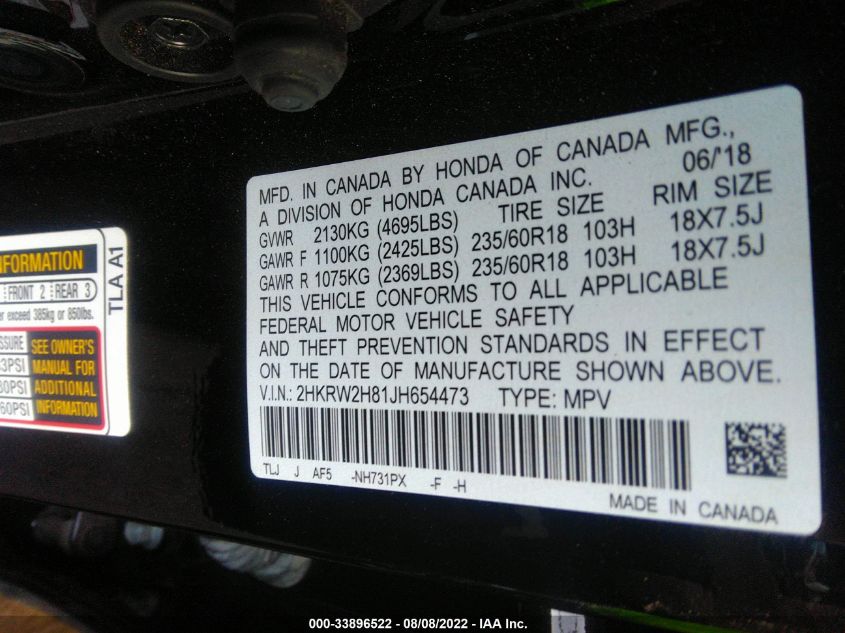 MFD. IN CANADA BY HONDA OF CANADA MFG.,
A DIVISION OF HONDA CANADA INC. 06/'18
GVWR 2130KG (4695LBS) TIRE SIZE RIM SIZE
GAWR F 1100KG (2425LBS) 235/60R18 103H 18X7.5J
GAWR R 1075KG (2369LBS) 235/60R18 103H 18X7.5J
THIS VEHICLE CONFORMS TO ALL APPLICABLE
FEDERAL MOTOR VEHICLE SAFETY
AND THEFT PREVENTION STANDARDS IN EFFECT
ON THE DATE OF MANUFACTURE SHOWN ABOVE.
V.I.N.: 2HKRW2H81JH654473 TYPE: MPV
TLJ J AF5 -NH731PX -F -H
MADE IN CANADA
FRONT 2 REAR 3
exceed 385kg or 850lbs.
SEE OWNER'S
MANUAL FOR
ADDITIONAL
INFORMATION
TLA A1
000-33896522 - 08/08/2022 - IAA Inc.